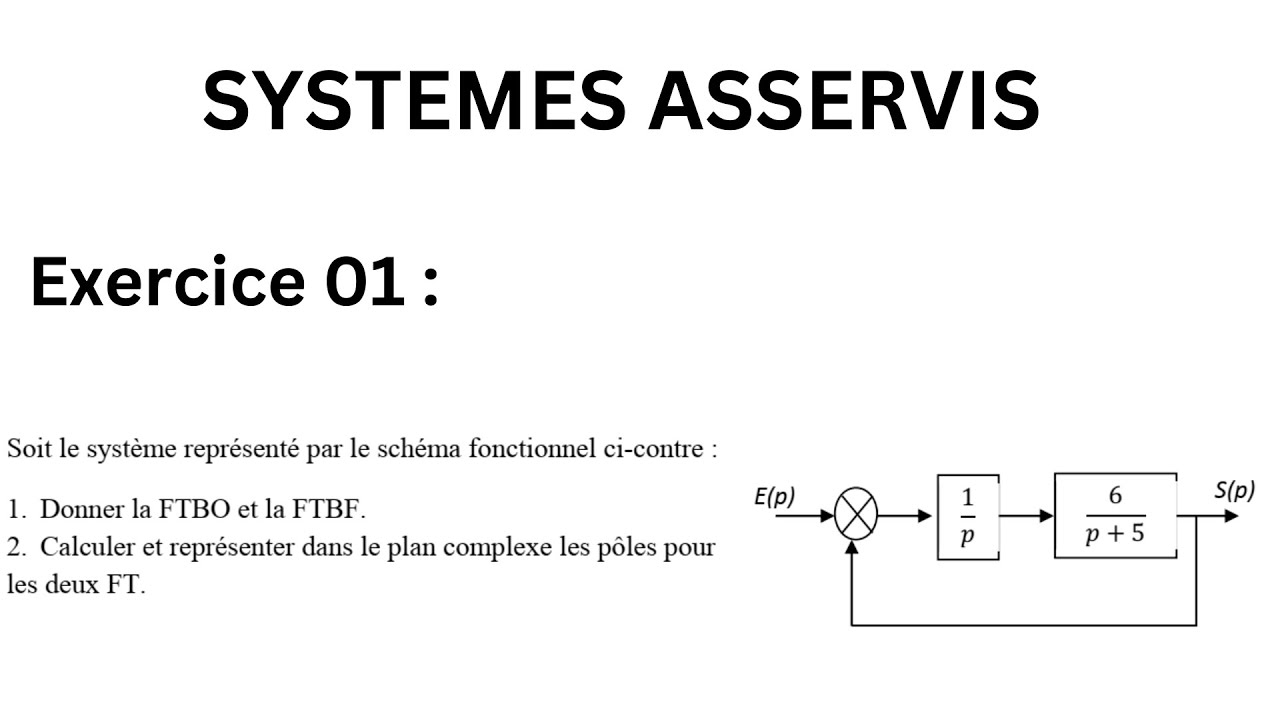 SYSTEMES ASSERVIS
Exercice 01 :
Soit le système représenté par le schéma fonctionnel ci-contre :
1. Donner la FTBO et la FTBF.
2. Calculer et représenter dans le plan complexe les pôles pour
les deux FT.
E(p)
1
p
6
p + 5
S(p)